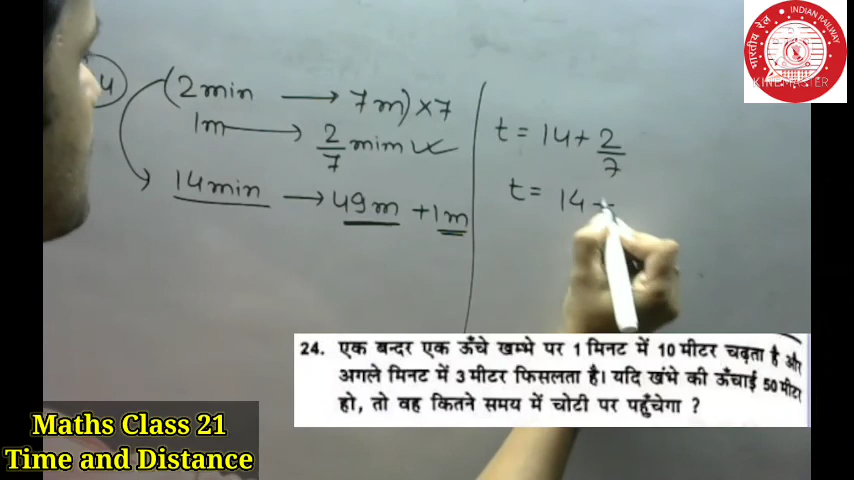 4
(2min → 7m) × 7
1m → 2/7 mim
14min → 49m + 1m
t = 14 + 2/7
t = 14 +
24. एक बन्दर एक ऊँचे खम्भे पर 1 मिनट में 10 मीटर चढ़ता है और
अगले मिनट में 3 मीटर फिसलता है। यदि खंभे की ऊँचाई 50 मीटर
हो, तो वह कितने समय में चोटी पर पहुँचेगा ?
Maths Class 21
Time and Distance
भारतीय रेल INDIAN RAILWAY
KINEMASTER